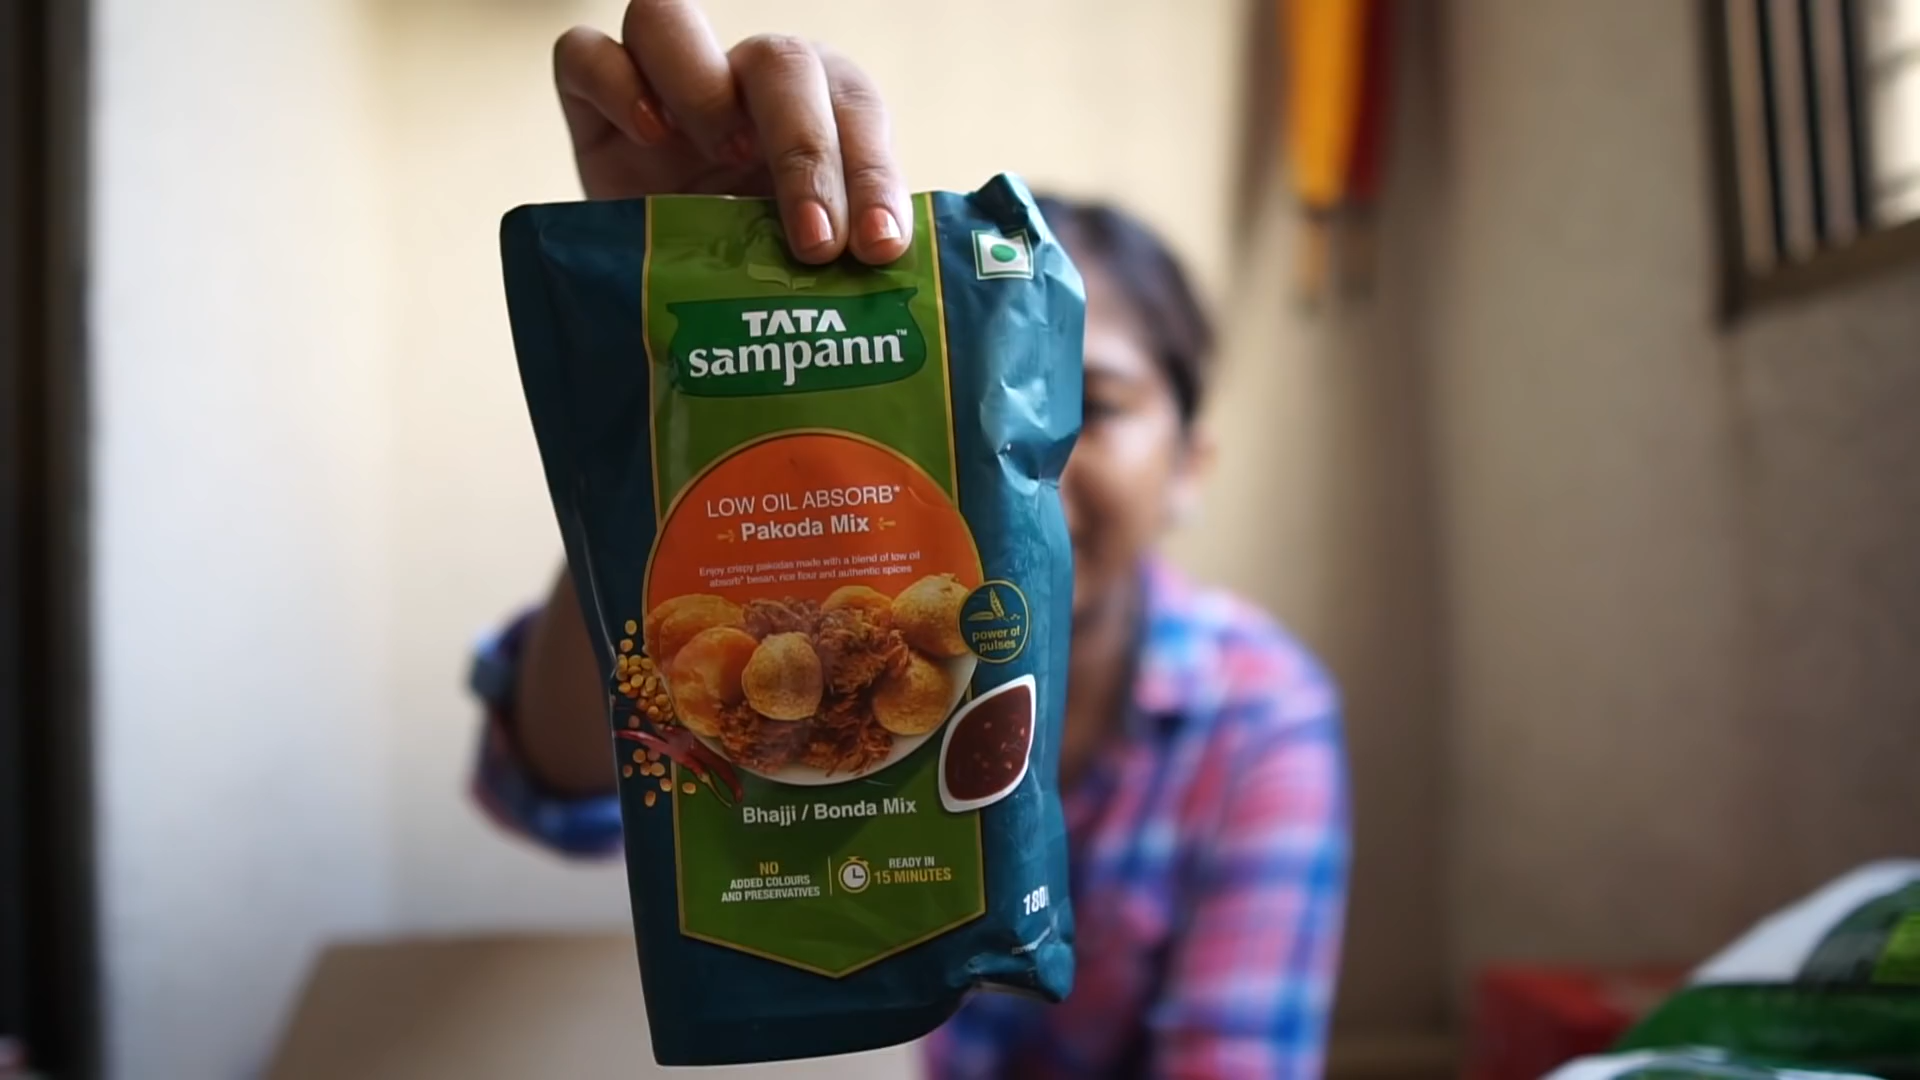 TATA
sampann™
LOW OIL ABSORB*
Pakoda Mix
Enjoy crispy pakodas made with a blend of low oil
absorb* besan, rice flour and authentic spices
power of
pulses
Bhajji / Bonda Mix
NO
ADDED COLOURS
AND PRESERVATIVES
READY IN
15 MINUTES
180